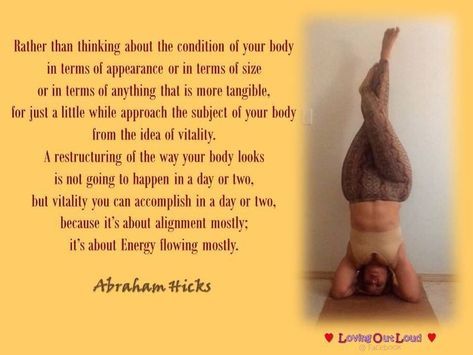 Rather than thinking about the condition of your body
in terms of appearance or in terms of size
or in terms of anything that is more tangible,
for just a little while approach the subject of your body
from the idea of vitality.
A restructuring of the way your body looks
is not going to happen in a day or two,
but vitality you can accomplish in a day or two,
because it's about alignment mostly;
it's about Energy flowing mostly.
Abraham Hicks
♥ Loving Out Loud ♥
@ Facebook